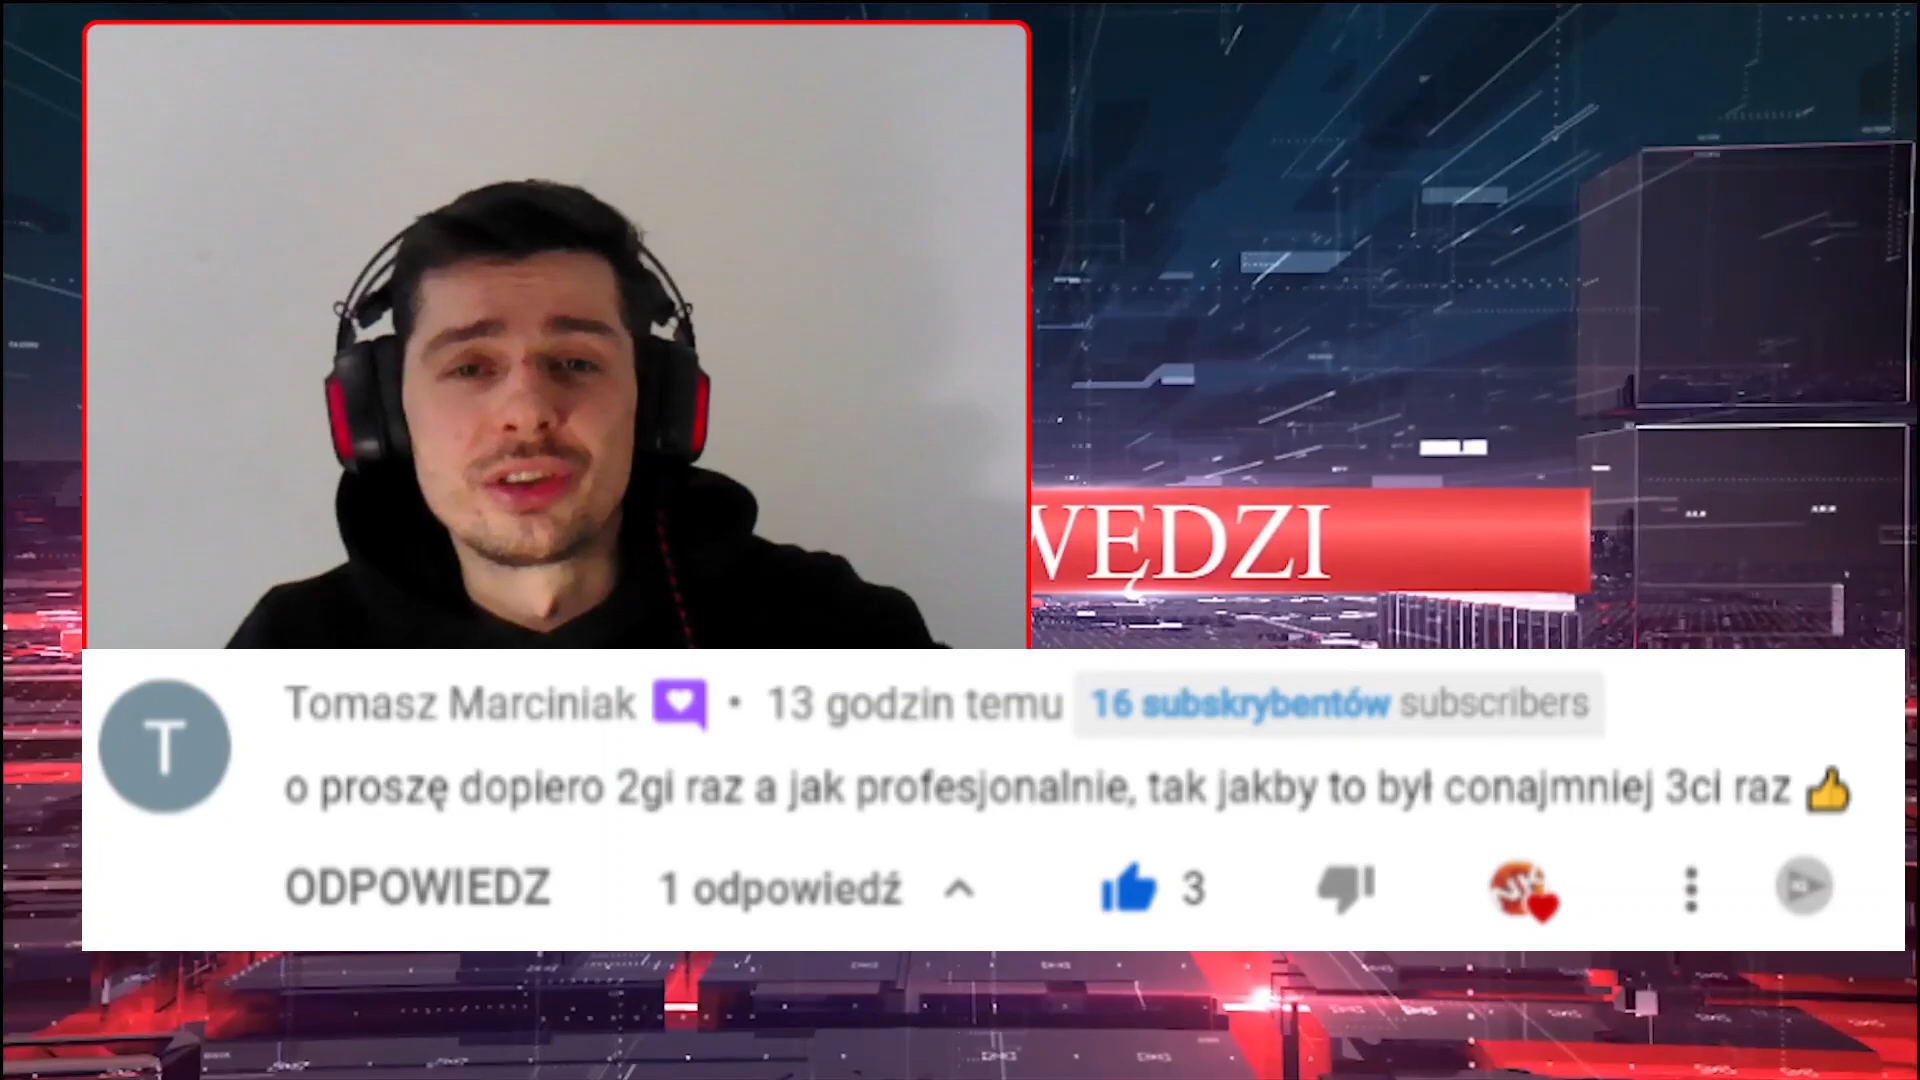 WĘDZI
Tomasz Marciniak • 13 godzin temu 16 subskrybentów subscribers
T
o proszę dopiero 2gi raz a jak profesjonalnie, tak jakby to był conajmniej 3ci raz 👍
ODPOWIEDZ 1 odpowiedź 3